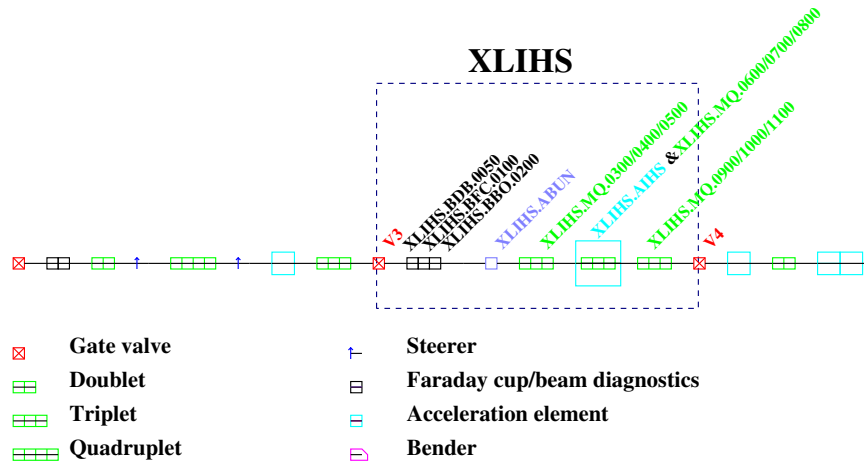 XLIHS
V3
XLIHS.BDB.0050
XLIHS.BFC.0100
XLIHS.BBO.0200
XLIHS.ABUN
XLIHS.MQ.0300/0400/0500
XLIHS.AIHS & XLIHS.MQ.0600/0700/0800
XLIHS.MQ.0900/1000/1100
V4
Gate valve
Doublet
Triplet
Quadruplet
Steerer
Faraday cup/beam diagnostics
Acceleration element
Bender